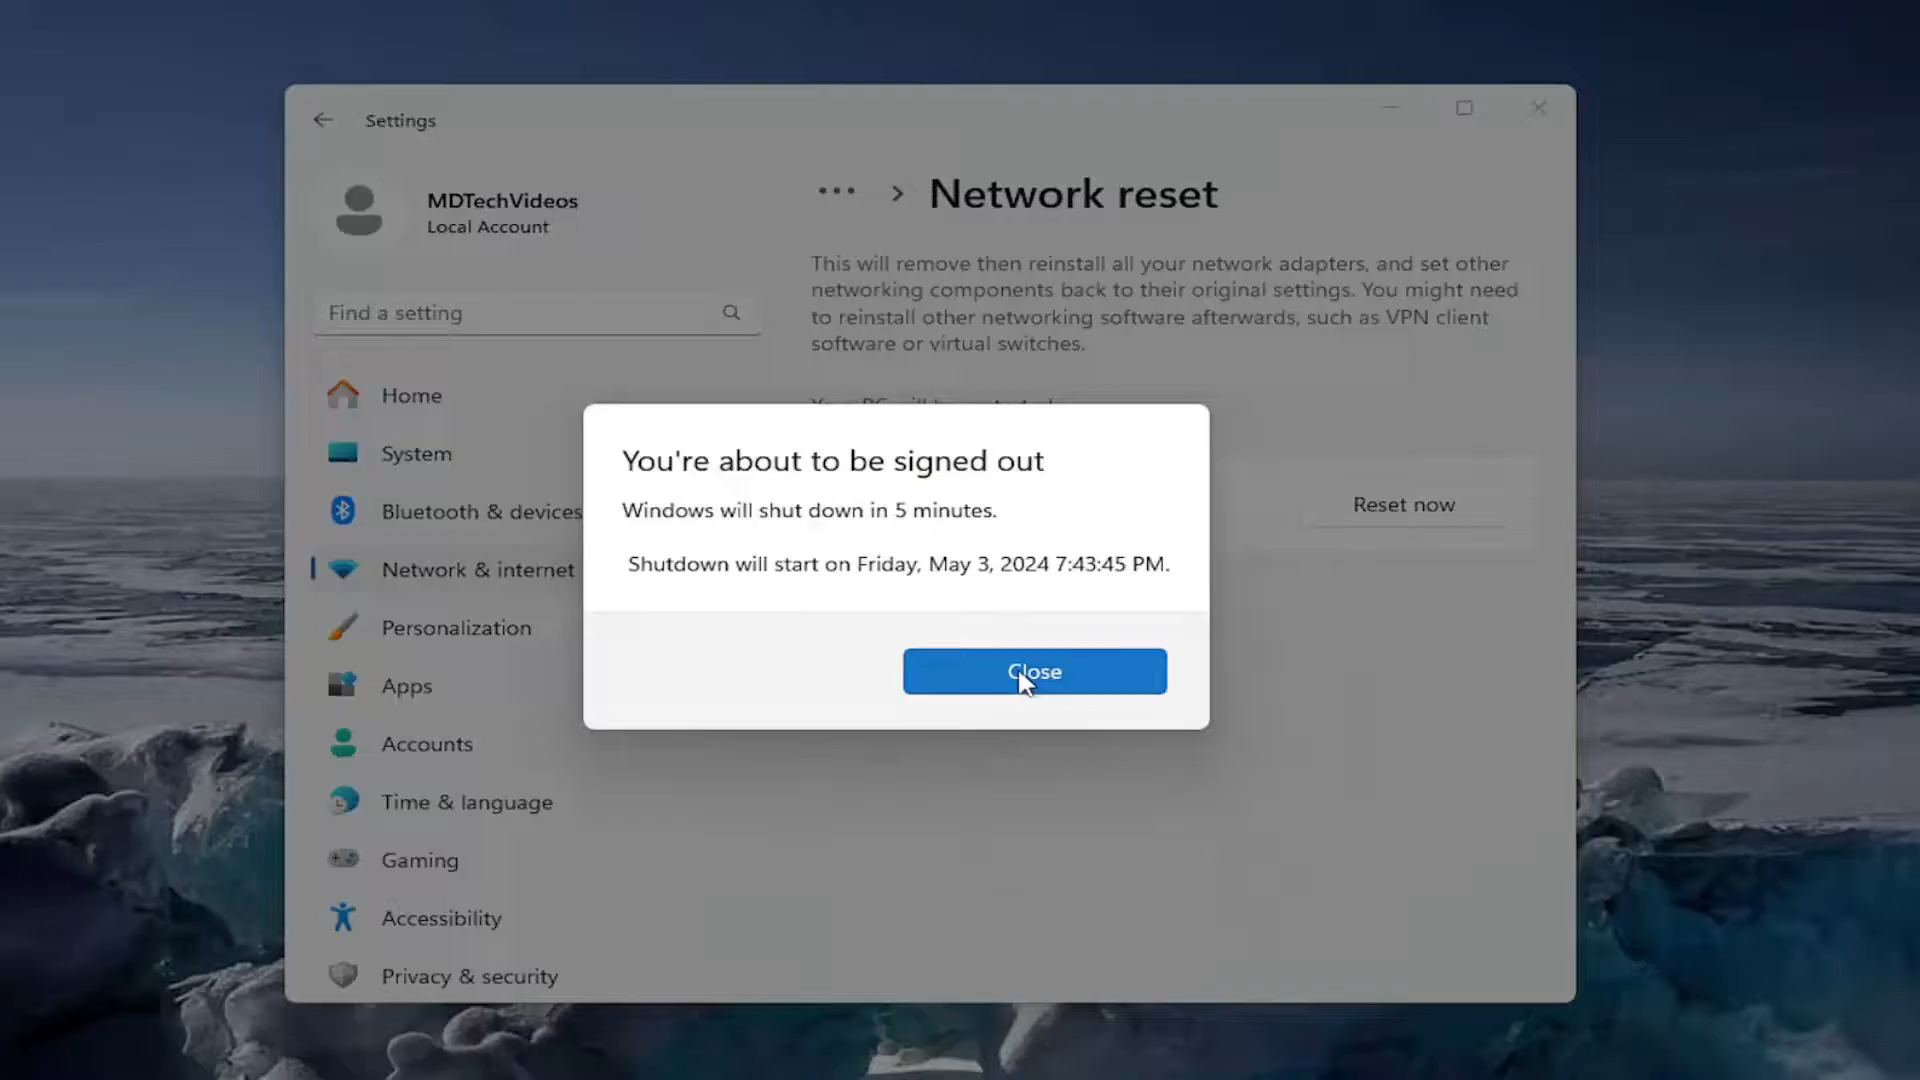 Settings
MDTechVideos
Local Account
Find a setting
Home
System
Bluetooth & devices
Network & internet
Personalization
Apps
Accounts
Time & language
Gaming
Accessibility
Privacy & security
Network reset
This will remove then reinstall all your network adapters, and set other
networking components back to their original settings. You might need
to reinstall other networking software afterwards, such as VPN client
software or virtual switches.
Reset now
You're about to be signed out
Windows will shut down in 5 minutes.
Shutdown will start on Friday, May 3, 2024 7:43:45 PM.
Close